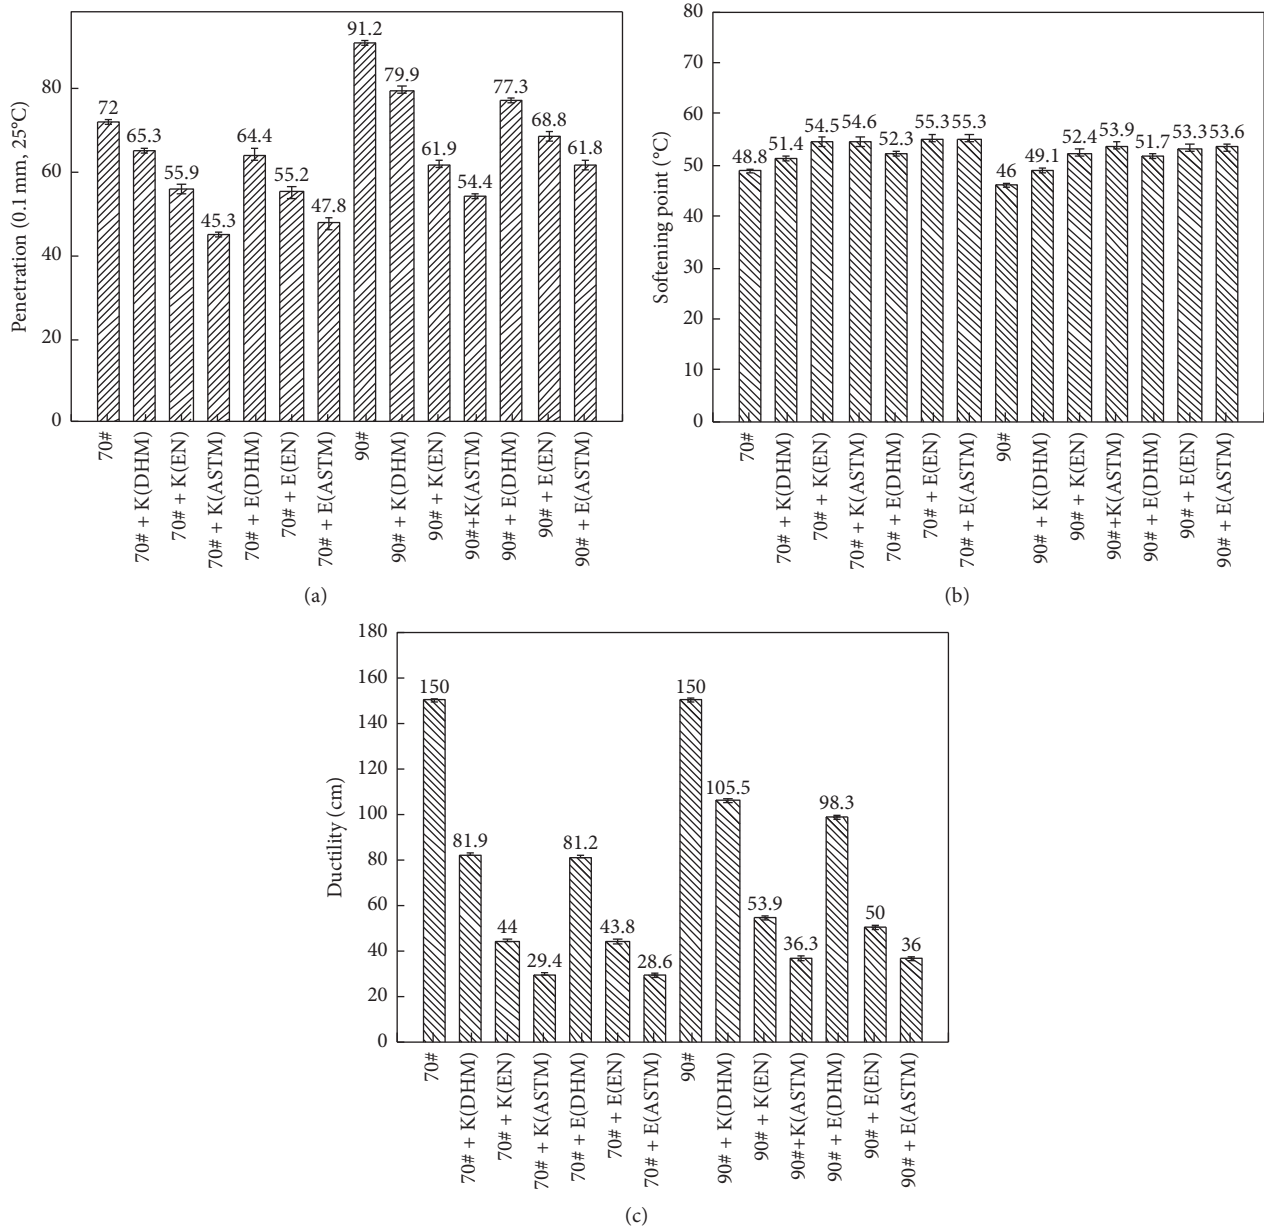 91.2
79.9
77.3
72
68.8
65.3
64.4
61.9
61.8
55.9
55.2
54.4
47.8
45.3
80
60
40
20
0
Penetration (0.1 mm, 25°C)
70#
70# + K(DHM)
70# + K(EN)
70# + K(ASTM)
70# + E(DHM)
70# + E(EN)
70# + E(ASTM)
90#
90# + K(DHM)
90# + K(EN)
90#+K(ASTM)
90# + E(DHM)
90# + E(EN)
90# + E(ASTM)
(a)
80
70
60
50
40
30
20
10
0
Softening point (°C)
48.8
51.4
54.5
54.6
52.3
55.3
55.3
46
49.1
52.4
53.9
51.7
53.3
53.6
70#
70# + K(DHM)
70# + K(EN)
70# + K(ASTM)
70# + E(DHM)
70# + E(EN)
70# + E(ASTM)
90#
90# + K(DHM)
90# + K(EN)
90#+K(ASTM)
90# + E(DHM)
90# + E(EN)
90# + E(ASTM)
(b)
180
160
140
120
100
80
60
40
20
0
Ductility (cm)
150
81.9
44
29.4
81.2
43.8
28.6
150
105.5
53.9
36.3
98.3
50
36
70#
70# + K(DHM)
70# + K(EN)
70# + K(ASTM)
70# + E(DHM)
70# + E(EN)
70# + E(ASTM)
90#
90# + K(DHM)
90# + K(EN)
90#+K(ASTM)
90# + E(DHM)
90# + E(EN)
90# + E(ASTM)
(c)